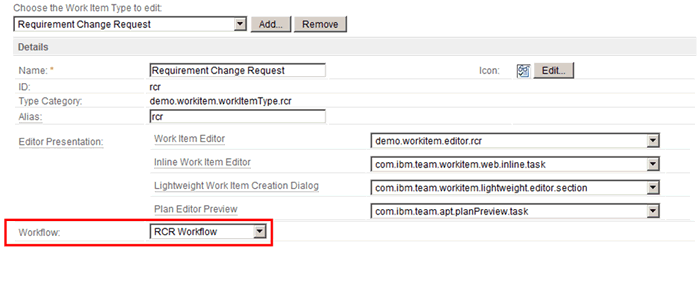 Choose the Work Item Type to edit:
Requirement Change Request Add... Remove
Details
Name: * Requirement Change Request Icon: Edit...
ID: rcr
Type Category: demo.workitem.workItemType.rcr
Alias: rcr
Editor Presentation: Work Item Editor demo.workitem.editor.rcr
Inline Work Item Editor com.ibm.team.workitem.web.inline.task
Lightweight Work Item Creation Dialog com.ibm.team.workitem.lightweight.editor.section
Plan Editor Preview com.ibm.team.apt.planPreview.task
Workflow: RCR Workflow